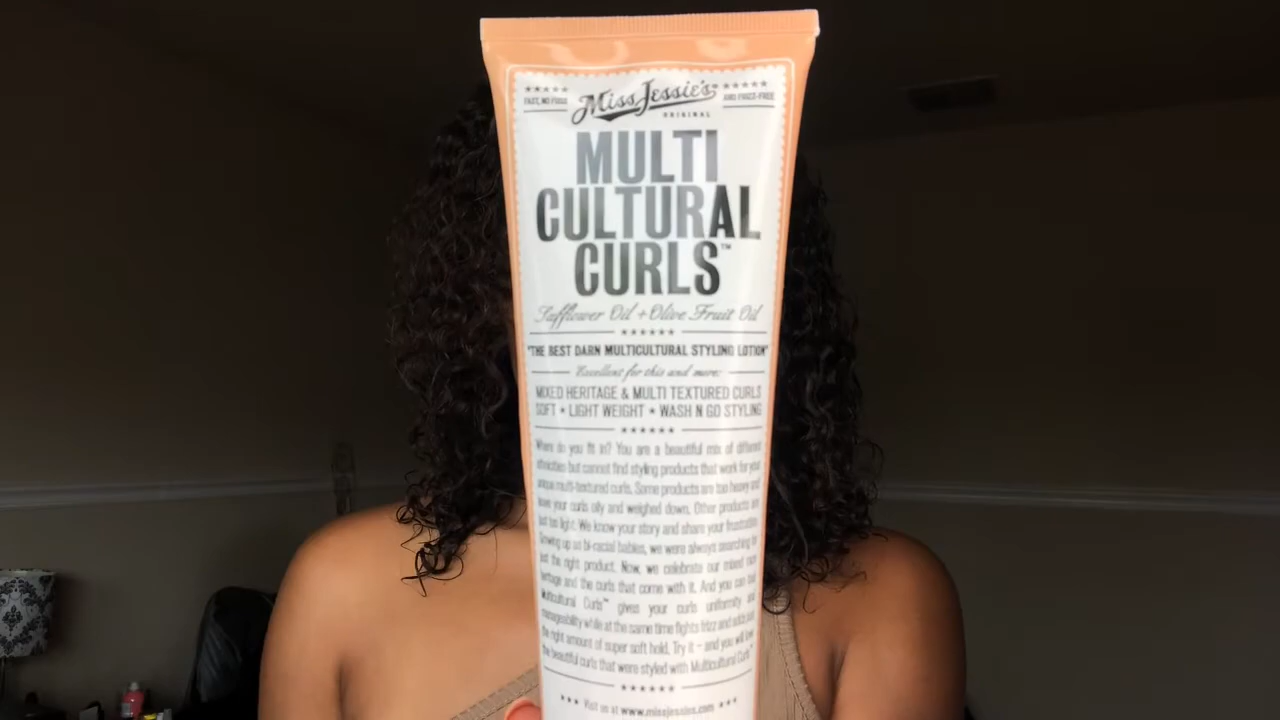 Miss Jessie's
FAST, NO FUSS
AND FRIZZ-FREE
ORIGINAL
MULTI
CULTURAL
CURLS™
Safflower Oil + Olive Fruit Oil
"THE BEST DARN MULTICULTURAL STYLING LOTION"
Excellent for this and more:
MIXED HERITAGE & MULTI TEXTURED CURLS
SOFT ★ LIGHT WEIGHT ★ WASH N GO STYLING
Where do you fit in? You are a beautiful mix of different
ethnicities but cannot find styling products that work for your
unique multi-textured curls. Some products are too heavy and
leave your curls oily and weighed down. Other products are
just too light. We know your story and share your frustration.
Growing up as bi-racial babies, we were always searching for
just the right product. Now, we celebrate our mixed race
heritage and the curls that come with it. And you can too!
Multicultural Curls™ gives your curls uniformity and
manageability while at the same time fights frizz and adds just
the right amount of super soft hold. Try it – and you will love
the beautiful curls that were styled with Multicultural Curls™
Visit us at www.missjessies.com